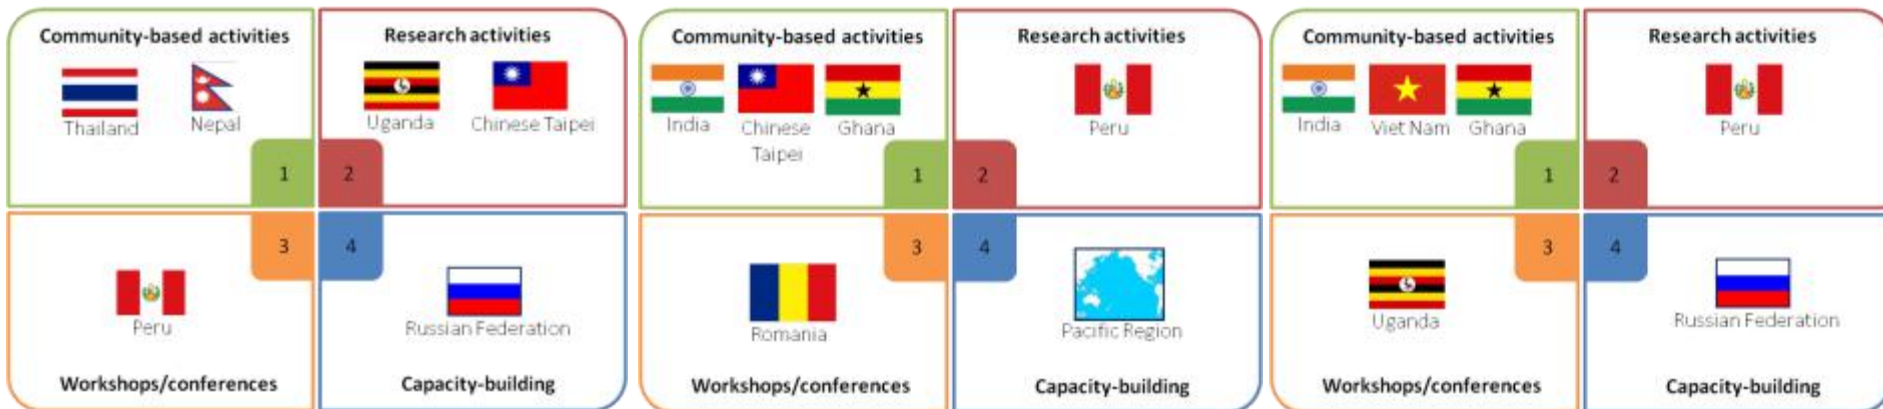 Community-based activities
Thailand
Nepal
1
Research activities
Uganda
Chinese Taipei
2
3
Peru
Workshops/conferences
4
Russian Federation
Capacity-building
Community-based activities
India
Chinese
Taipei
Ghana
1
Research activities
Peru
2
3
Romania
Workshops/conferences
4
Pacific Region
Capacity-building
Community-based activities
India
Viet Nam
Ghana
1
Research activities
Peru
2
3
Uganda
Workshops/conferences
4
Russian Federation
Capacity-building